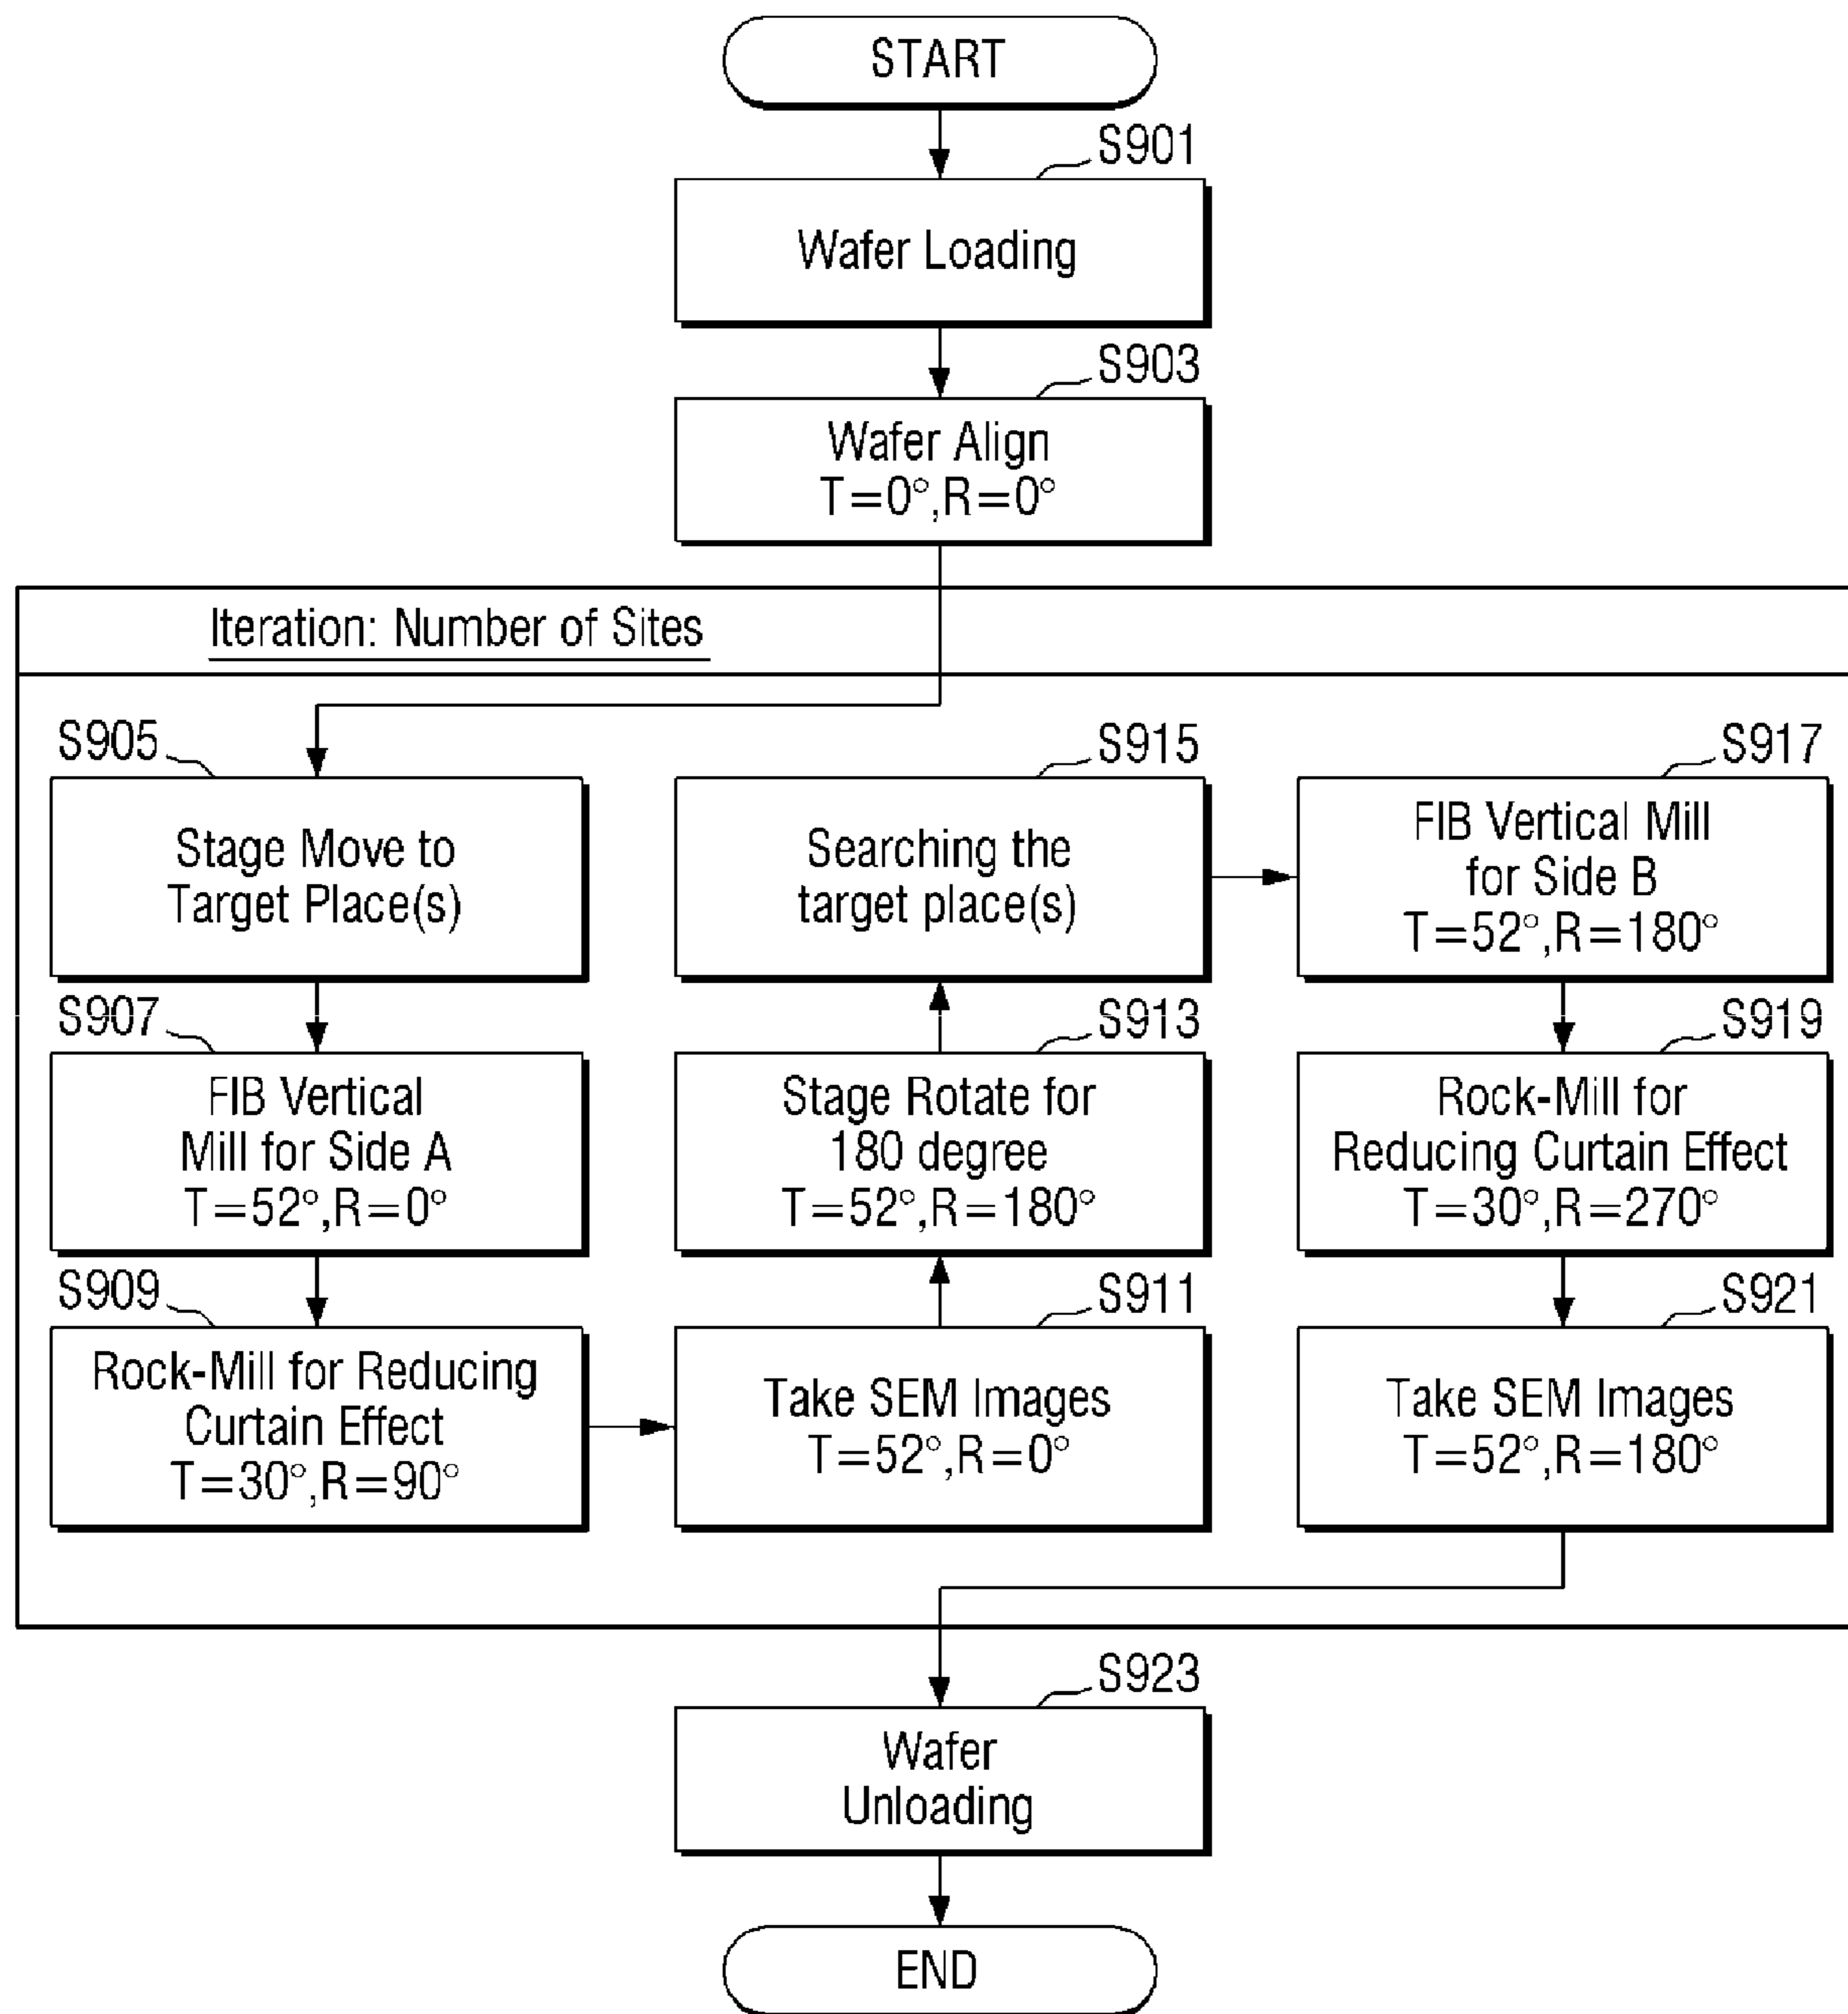 START
S901
Wafer Loading
S903
Wafer Align
T=0°,R=0°
Iteration: Number of Sites
S905
Stage Move to
Target Place(s)
S907
FIB Vertical
Mill for Side A
T=52°,R=0°
S909
Rock-Mill for Reducing
Curtain Effect
T=30°,R=90°
S911
Take SEM Images
T=52°,R=0°
S913
Stage Rotate for
180 degree
T=52°,R=180°
S915
Searching the
target place(s)
S917
FIB Vertical Mill
for Side B
T=52°,R=180°
S919
Rock-Mill for
Reducing Curtain Effect
T=30°,R=270°
S921
Take SEM Images
T=52°,R=180°
S923
Wafer
Unloading
END